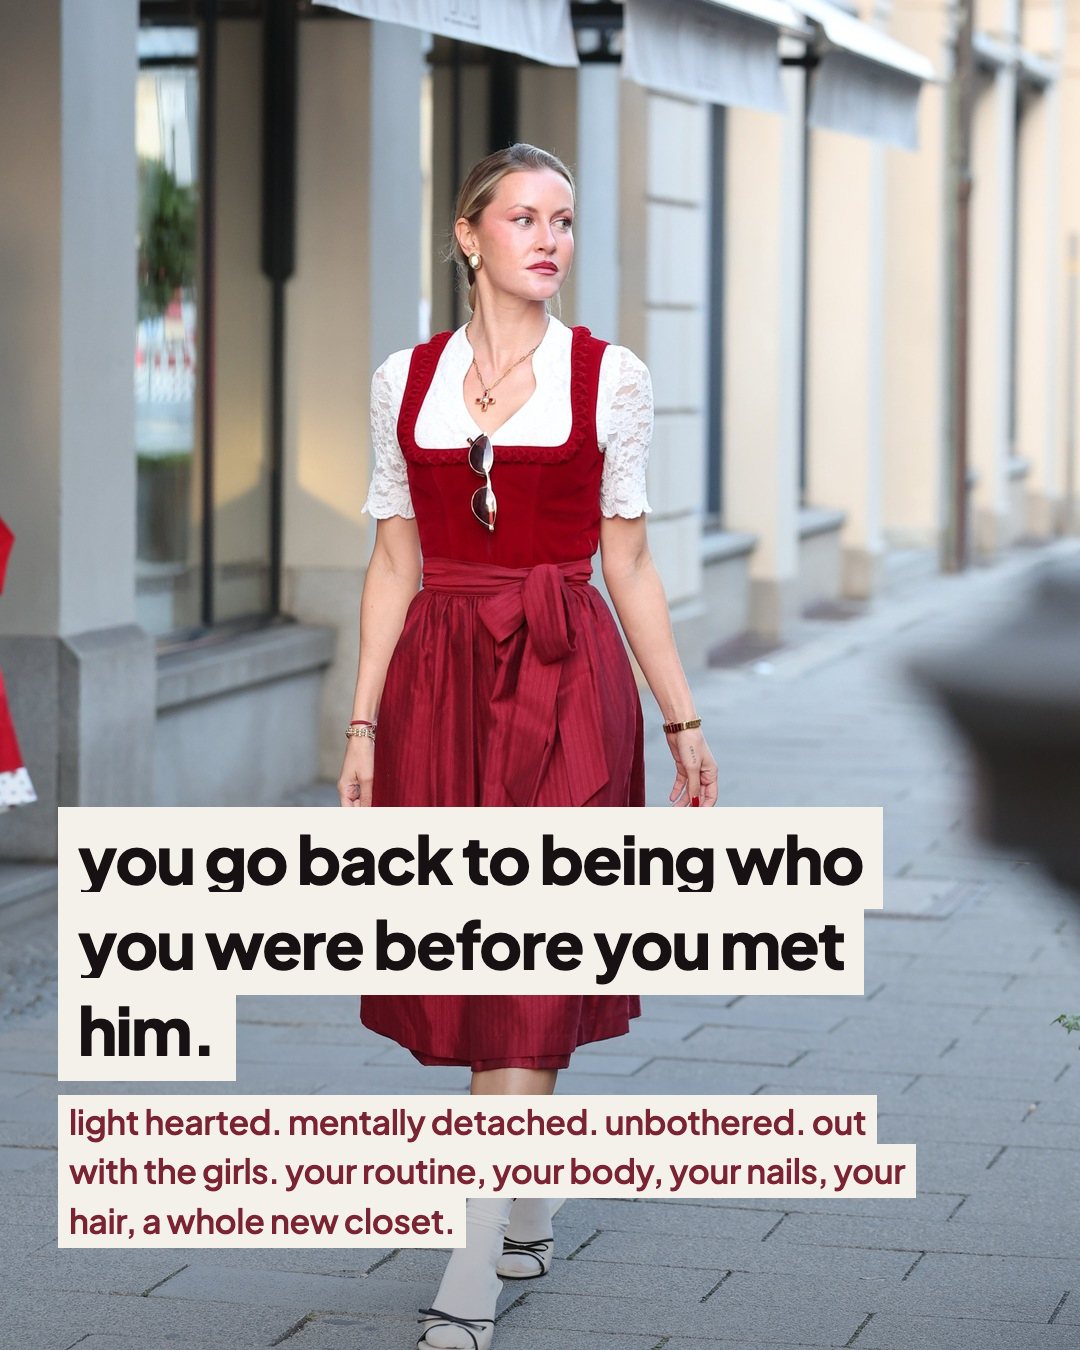 you go back to being who
you were before you met
him.
light hearted. mentally detached. unbothered. out
with the girls. your routine, your body, your nails, your
hair, a whole new closet.